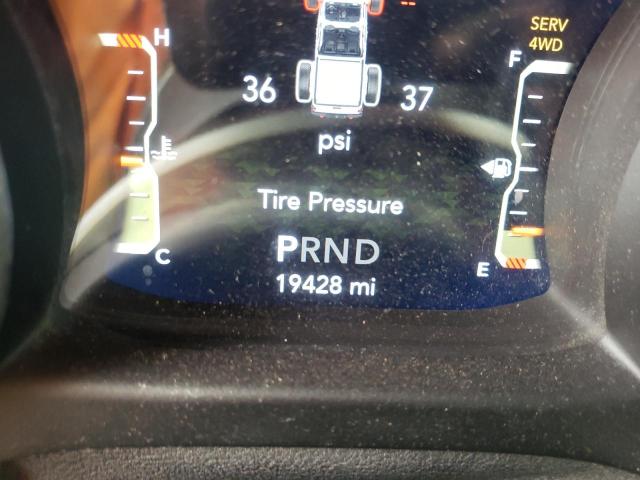 SERV
4WD
H
F
36
37
psi
Tire Pressure
PRND
C
E
19428 mi